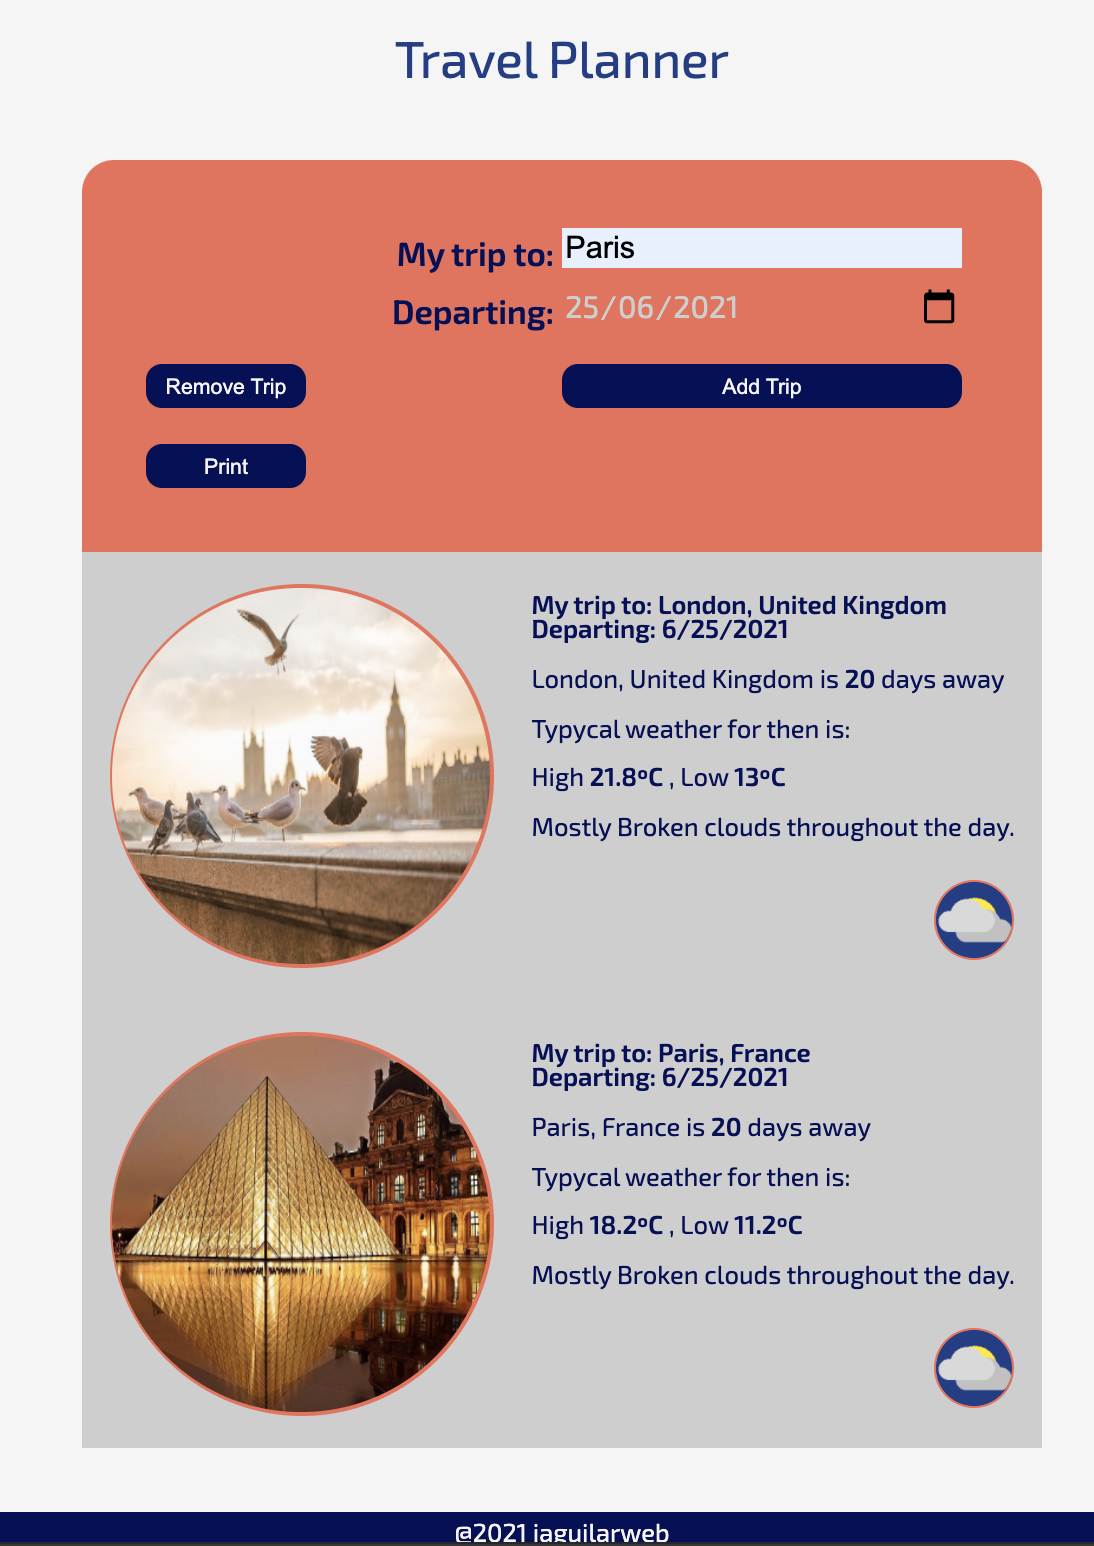 Travel Planner
My trip to: Paris
Departing: 25/06/2021
Remove Trip Add Trip
Print
My trip to: London, United Kingdom
Departing: 6/25/2021
London, United Kingdom is 20 days away
Typycal weather for then is:
High 21.8ºC , Low 13ºC
Mostly Broken clouds throughout the day.
My trip to: Paris, France
Departing: 6/25/2021
Paris, France is 20 days away
Typycal weather for then is:
High 18.2ºC , Low 11.2ºC
Mostly Broken clouds throughout the day.
@2021 jaguilarweb